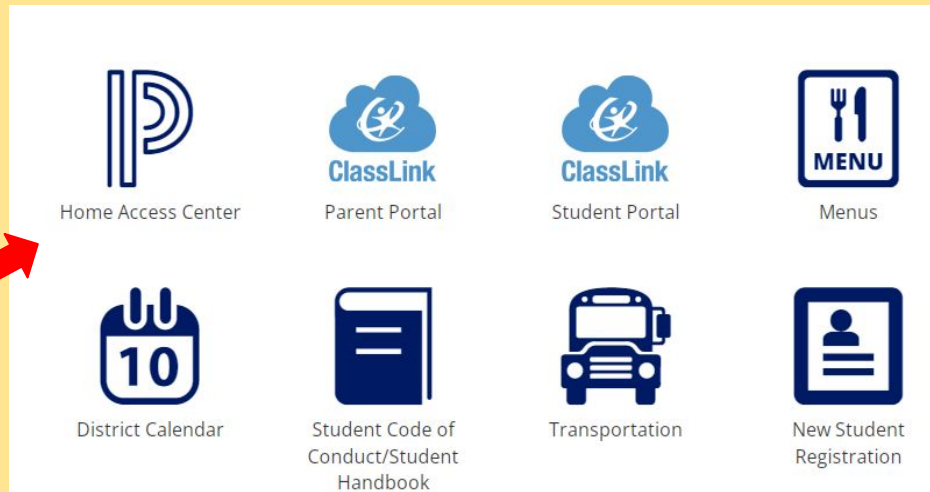 ClassLink
ClassLink
MENU
Home Access Center
Parent Portal
Student Portal
Menus
10
District Calendar
Student Code of
Conduct/Student
Handbook
Transportation
New Student
Registration